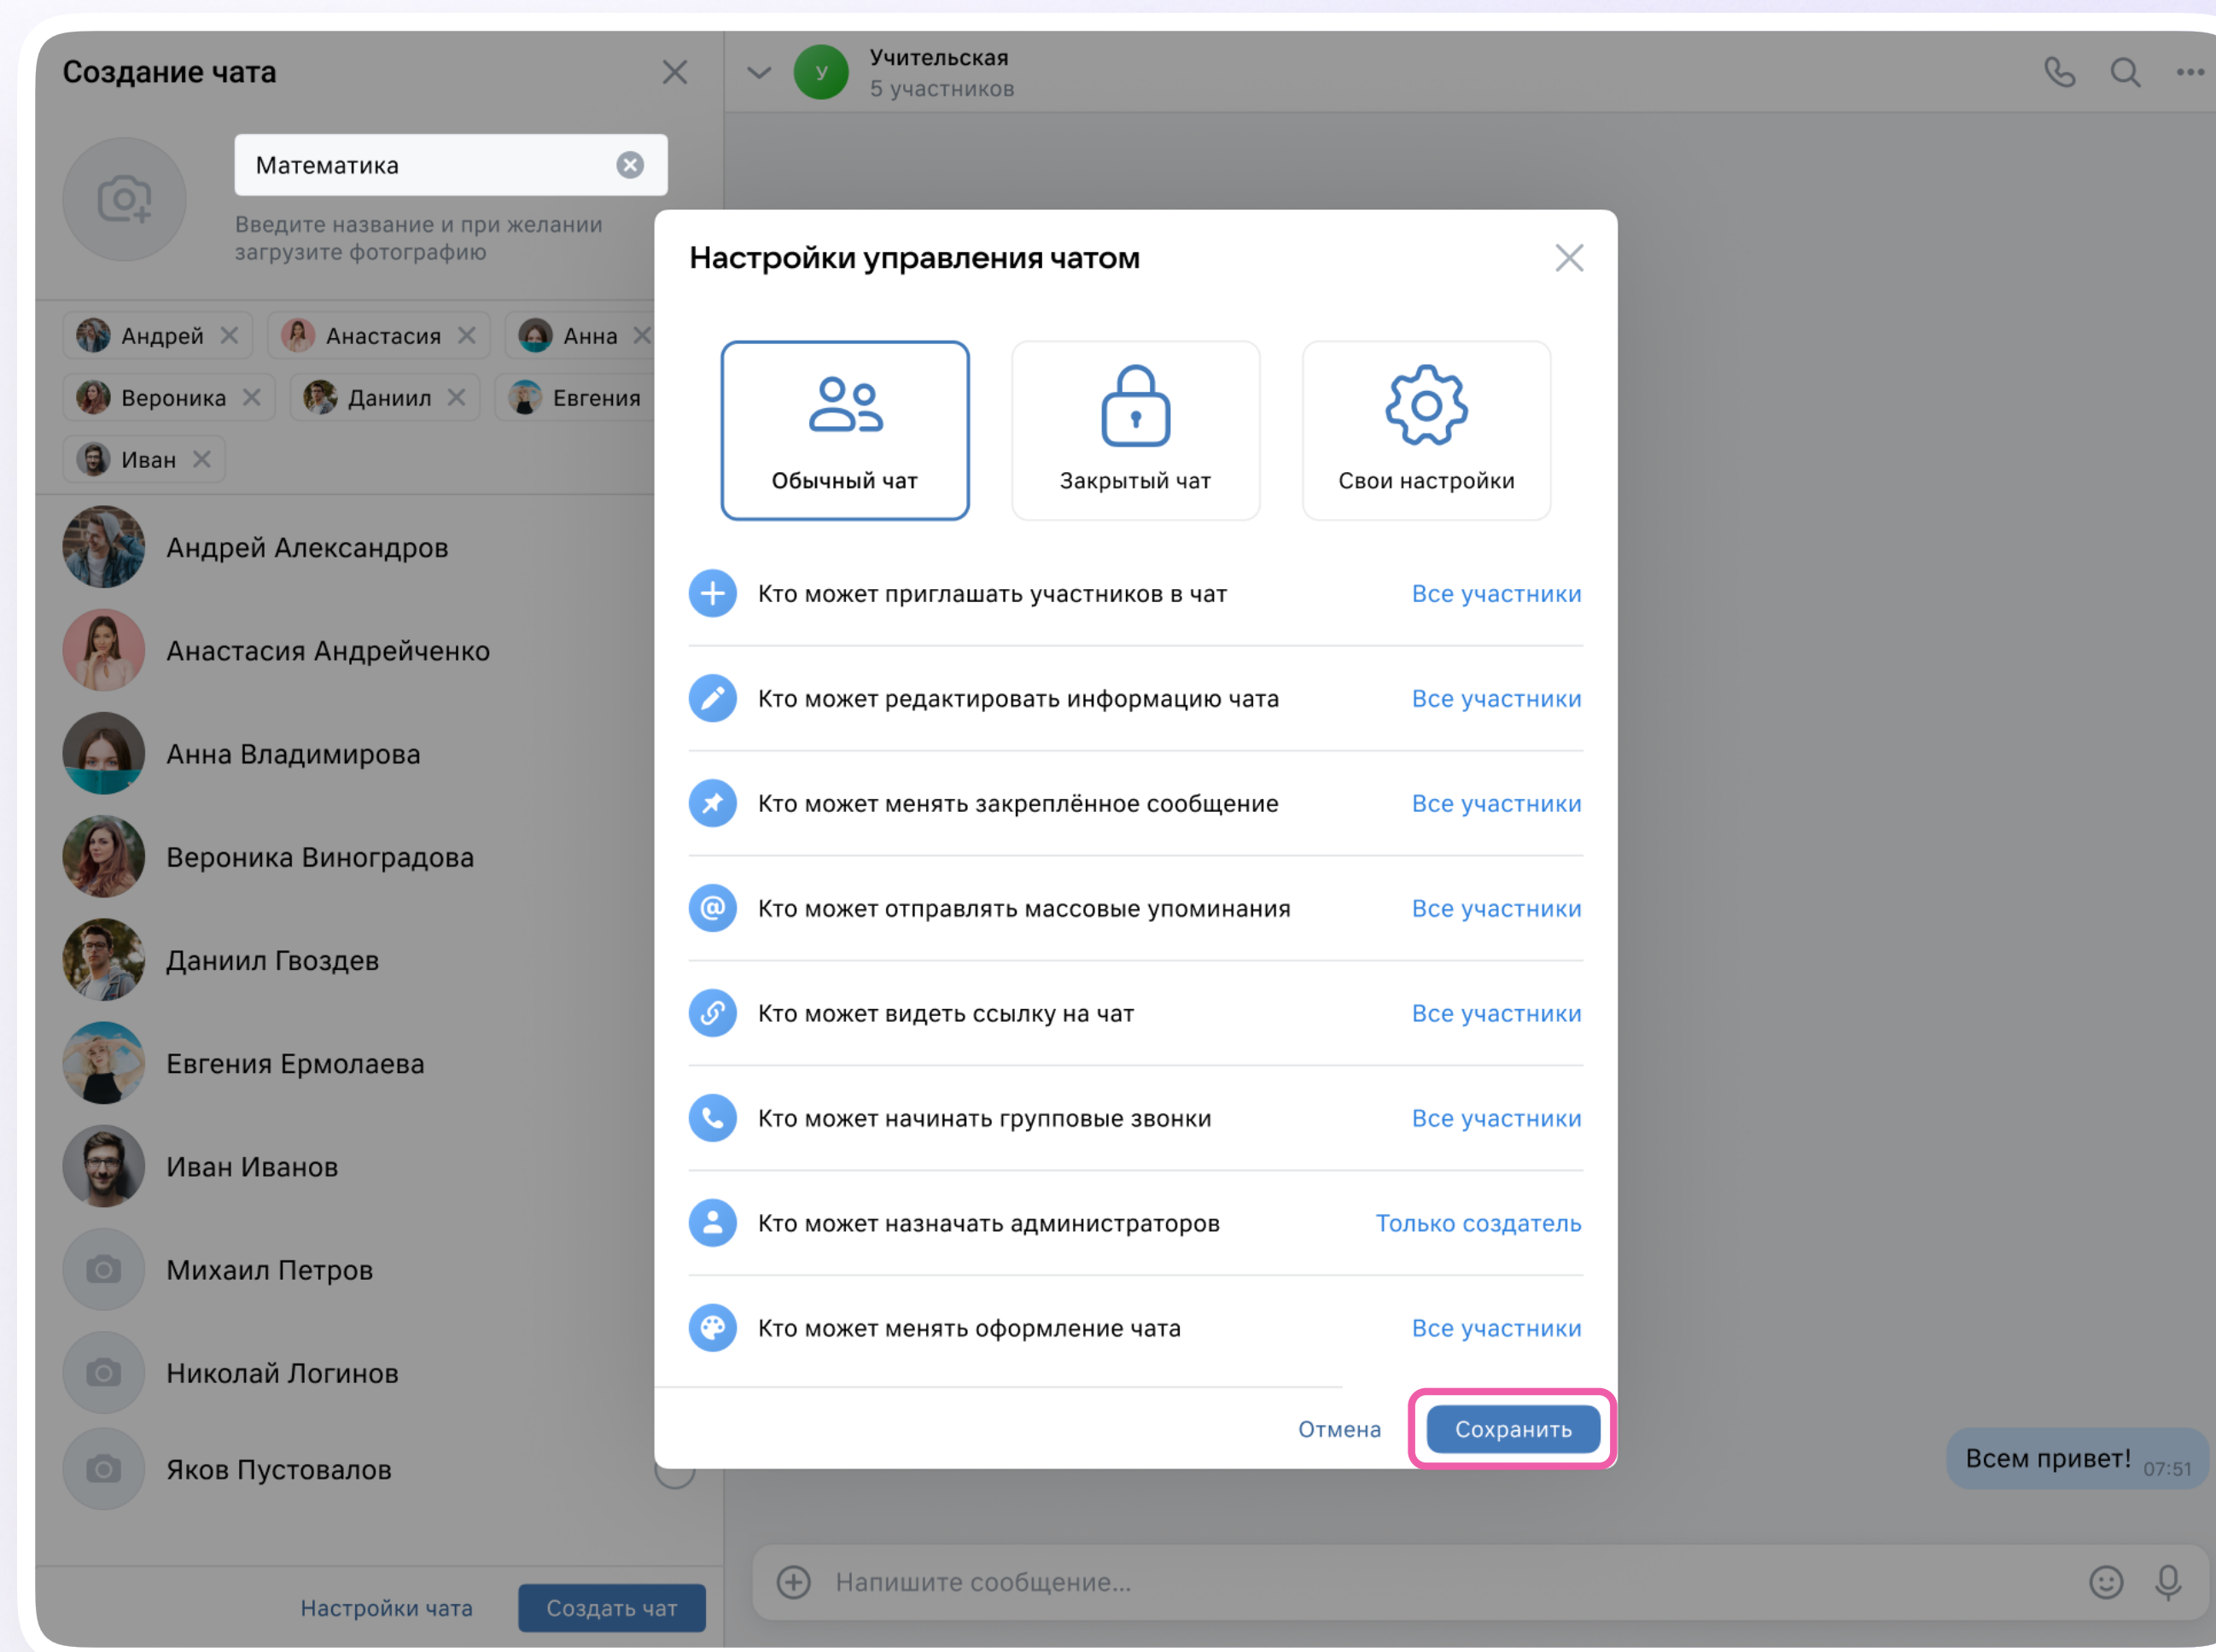 Создание чата
Математика
Введите название и при желании
загрузите фотографию
Андрей
Анастасия
Анна
Вероника
Даниил
Евгения
Иван
Андрей Александров
Анастасия Андрейченко
Анна Владимирова
Вероника Виноградова
Даниил Гвоздев
Евгения Ермолаева
Иван Иванов
Михаил Петров
Николай Логинов
Яков Пустовалов
Настройки чата
Создать чат
У
Учительская
5 участников
Настройки управления чатом
Обычный чат
Закрытый чат
Свои настройки
Кто может приглашать участников в чат Все участники
Кто может редактировать информацию чата Все участники
Кто может менять закреплённое сообщение Все участники
@ Кто может отправлять массовые упоминания Все участники
Кто может видеть ссылку на чат Все участники
Кто может начинать групповые звонки Все участники
Кто может назначать администраторов Только создатель
Кто может менять оформление чата Все участники
Отмена
Сохранить
Всем привет! 07:51
Напишите сообщение...